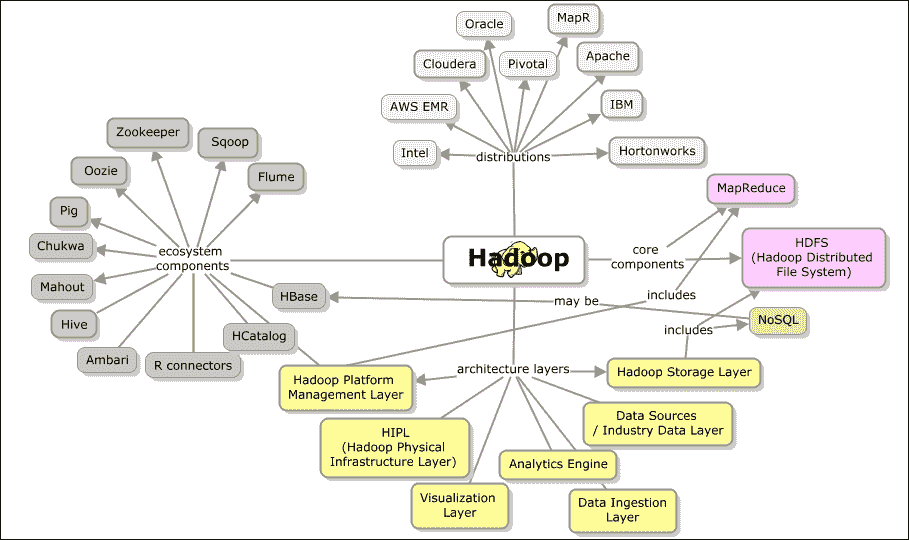 Oracle
MapR
Cloudera
Pivotal
Apache
AWS EMR
IBM
Intel
distributions
Hortonworks
Zookeeper
Sqoop
Oozie
Flume
Pig
Chukwa
ecosystem
components
Mahout
HBase
Hive
HCatalog
Ambari
R connectors
Hadoop
MapReduce
core
components
HDFS
(Hadoop Distributed
File System)
includes
may be
NoSQL
includes
architecture layers
Hadoop Platform
Management Layer
Hadoop Storage Layer
HIPL
(Hadoop Physical
Infrastructure Layer)
Data Sources
/ Industry Data Layer
Analytics Engine
Visualization
Layer
Data Ingestion
Layer